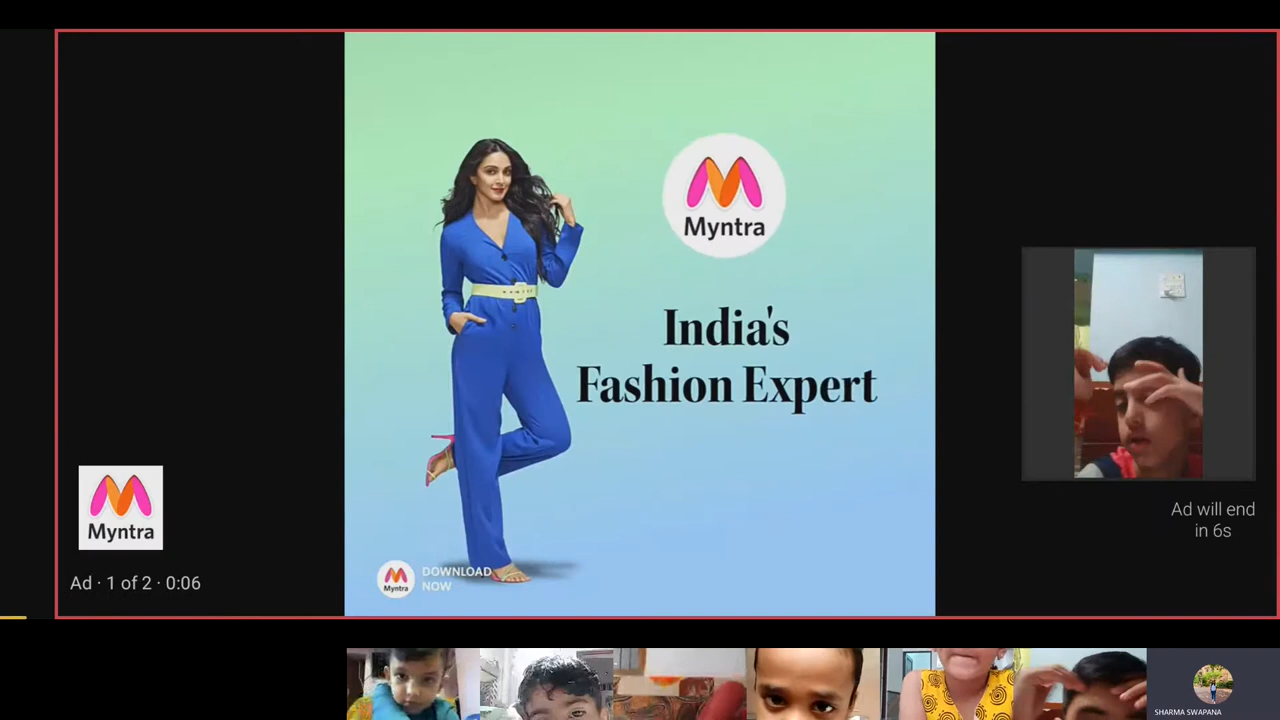 Myntra
India's
Fashion Expert
Myntra
Ad · 1 of 2 · 0:06
Myntra
DOWNLOAD
NOW
Ad will end
in 6s
SHARMA SWAPANA